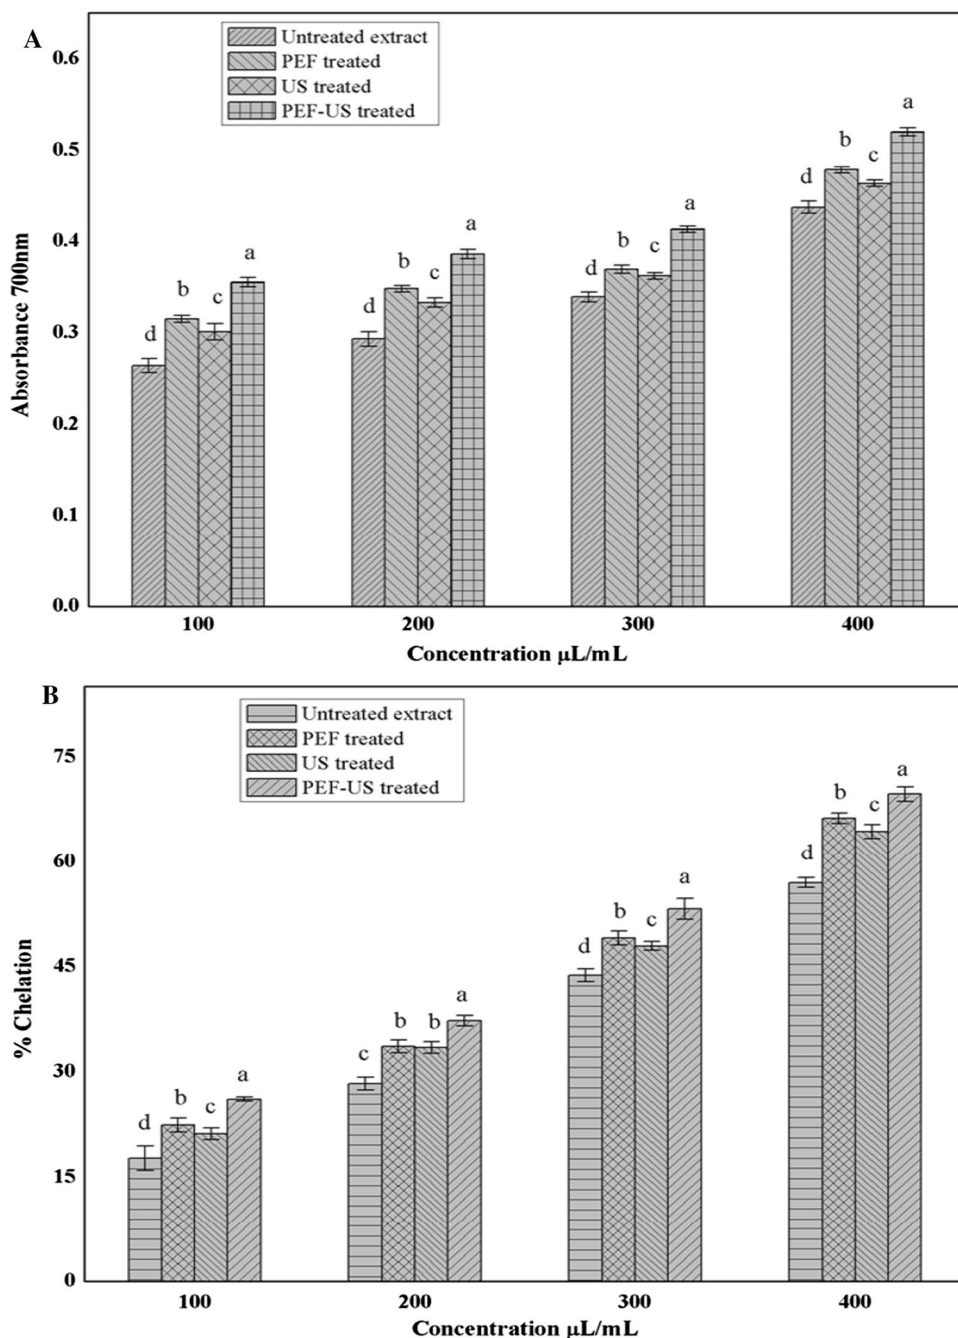 A
Untreated extract
PEF treated
US treated
PEF-US treated
0.6
0.5
0.4
0.3
0.2
0.1
0.0
Absorbance 700nm
d b c a
d b c a
d b c a
d b c a
100 200 300 400
Concentration µL/mL
B
Untreated extract
PEF treated
US treated
PEF-US treated
75
60
45
30
15
0
% Chelation
d b c a
c b b a
d b c a
d b c a
100 200 300 400
Concentration µL/mL